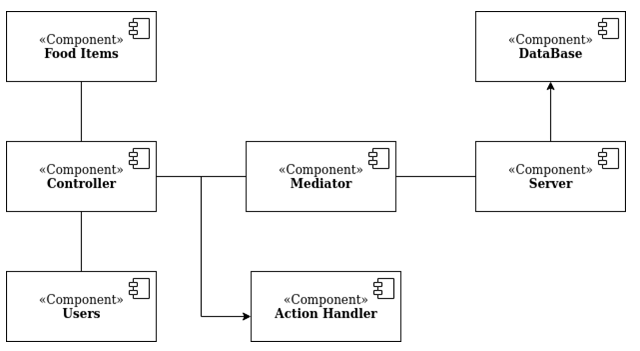 «Component»
Food Items
«Component»
DataBase
«Component»
Controller
«Component»
Mediator
«Component»
Server
«Component»
Users
«Component»
Action Handler